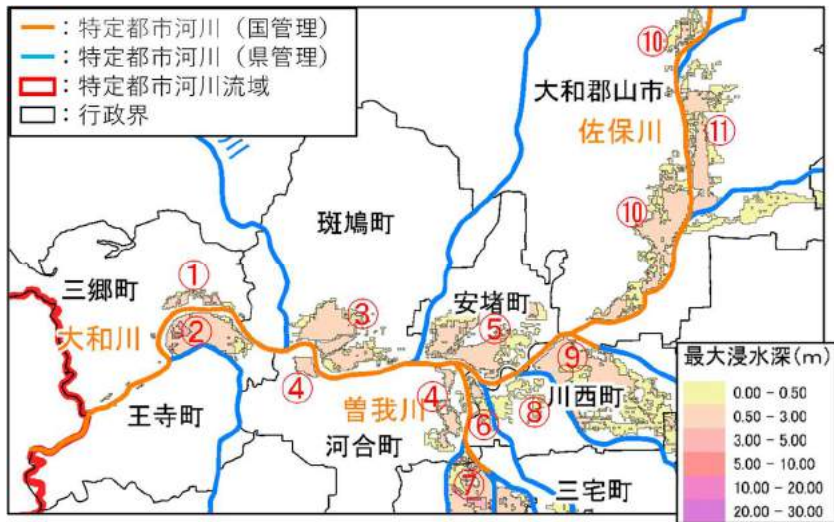 ：特定都市河川（国管理）
：特定都市河川（県管理）
：特定都市河川流域
：行政界
⑩
大和郡山市
佐保川
⑪
斑鳩町
⑩
三郷町
①
大和川
②
③
安堵町
⑤
④
王寺町
曽我川
④
⑨
川西町
⑧
⑥
河合町
⑦
三宅町
最大浸水深(m)
0.00 – 0.50
0.50 – 3.00
3.00 – 5.00
5.00 – 10.00
10.00 – 20.00
20.00 – 30.00